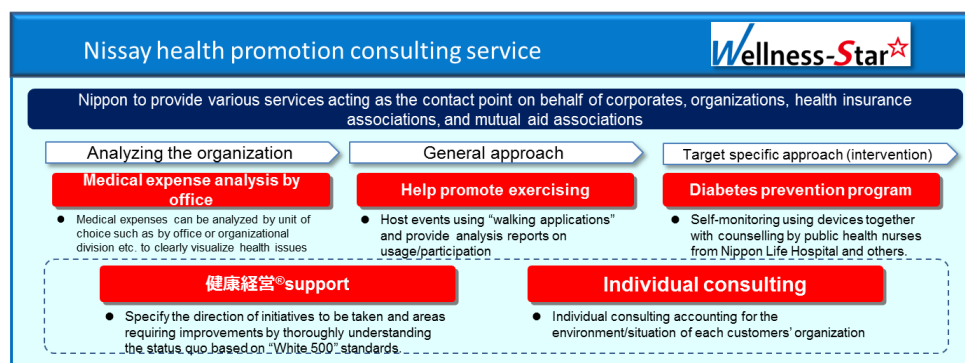 Nissay health promotion consulting service
Wellness-Star☆
Nippon to provide various services acting as the contact point on behalf of corporates, organizations, health insurance
associations, and mutual aid associations
Analyzing the organization
General approach
Target specific approach (intervention)
Medical expense analysis by
office
Help promote exercising
Diabetes prevention program
● Medical expenses can be analyzed by unit of
choice such as by office or organizational
division etc. to clearly visualize health issues
● Host events using “walking applications”
and provide analysis reports on
usage/participation
● Self-monitoring using devices together
with counselling by public health nurses
from Nippon Life Hospital and others.
健康経営®support
Individual consulting
● Specify the direction of initiatives to be taken and areas
requiring improvements by thoroughly understanding
the status quo based on “White 500” standards.
● Individual consulting accounting for the
environment/situation of each customers’ organization